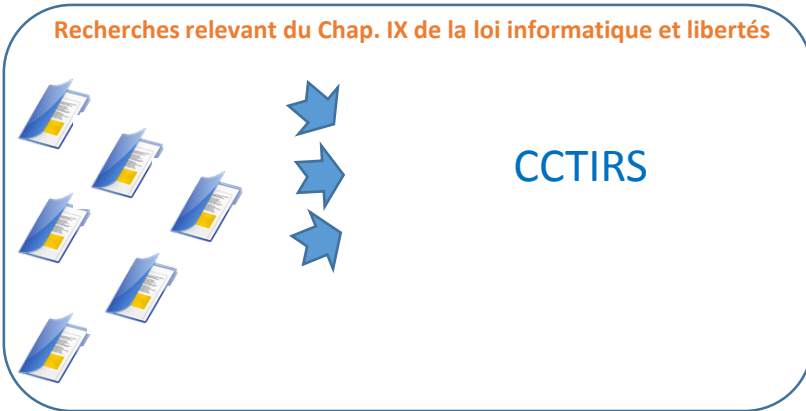 Recherches relevant du Chap. IX de la loi informatique et libertés
CCTIRS